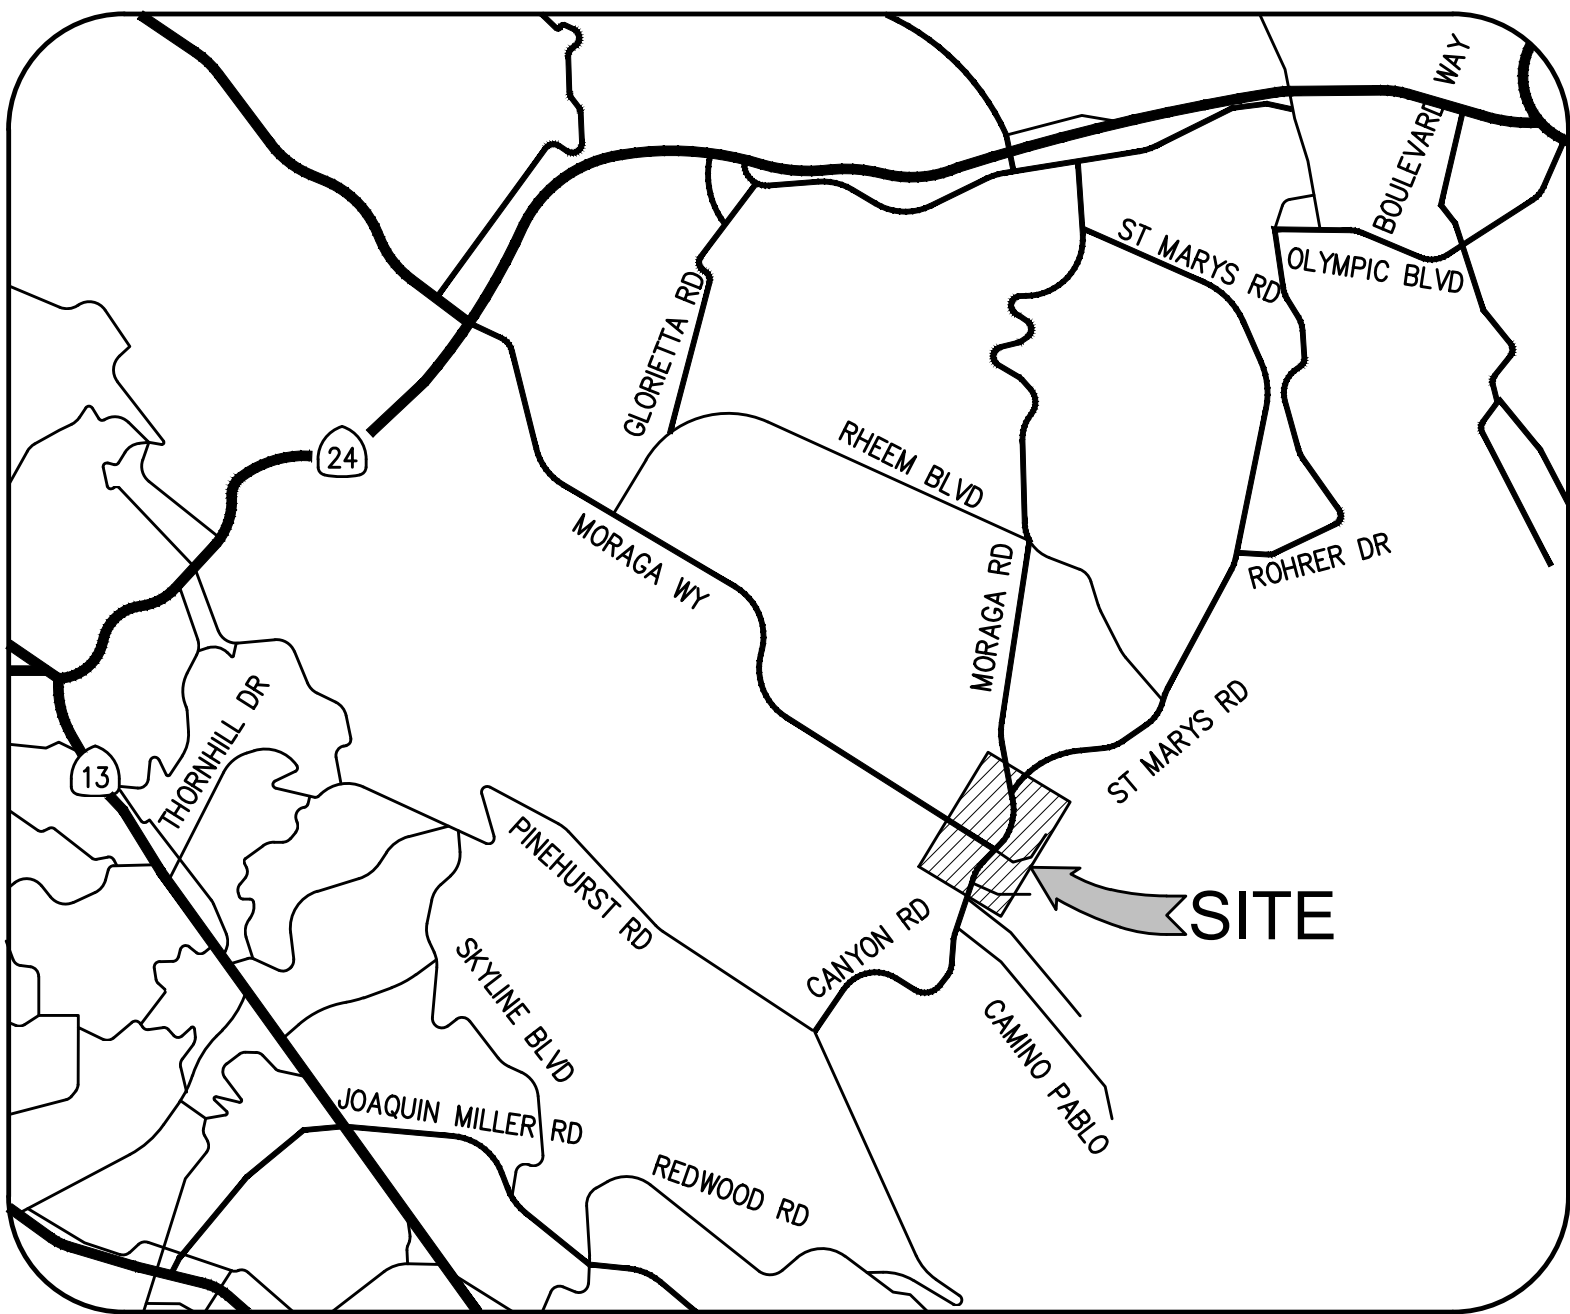 BOULEVARD WAY
ST MARYS RD
OLYMPIC BLVD
GLORIETTA RD
24
RHEEM BLVD
MORAGA WY
MORAGA RD
ROHRER DR
THORNHILL DR
13
ST MARYS RD
PINEHURST RD
SITE
CANYON RD
SKYLINE BLVD
CAMINO PABLO
JOAQUIN MILLER RD
REDWOOD RD